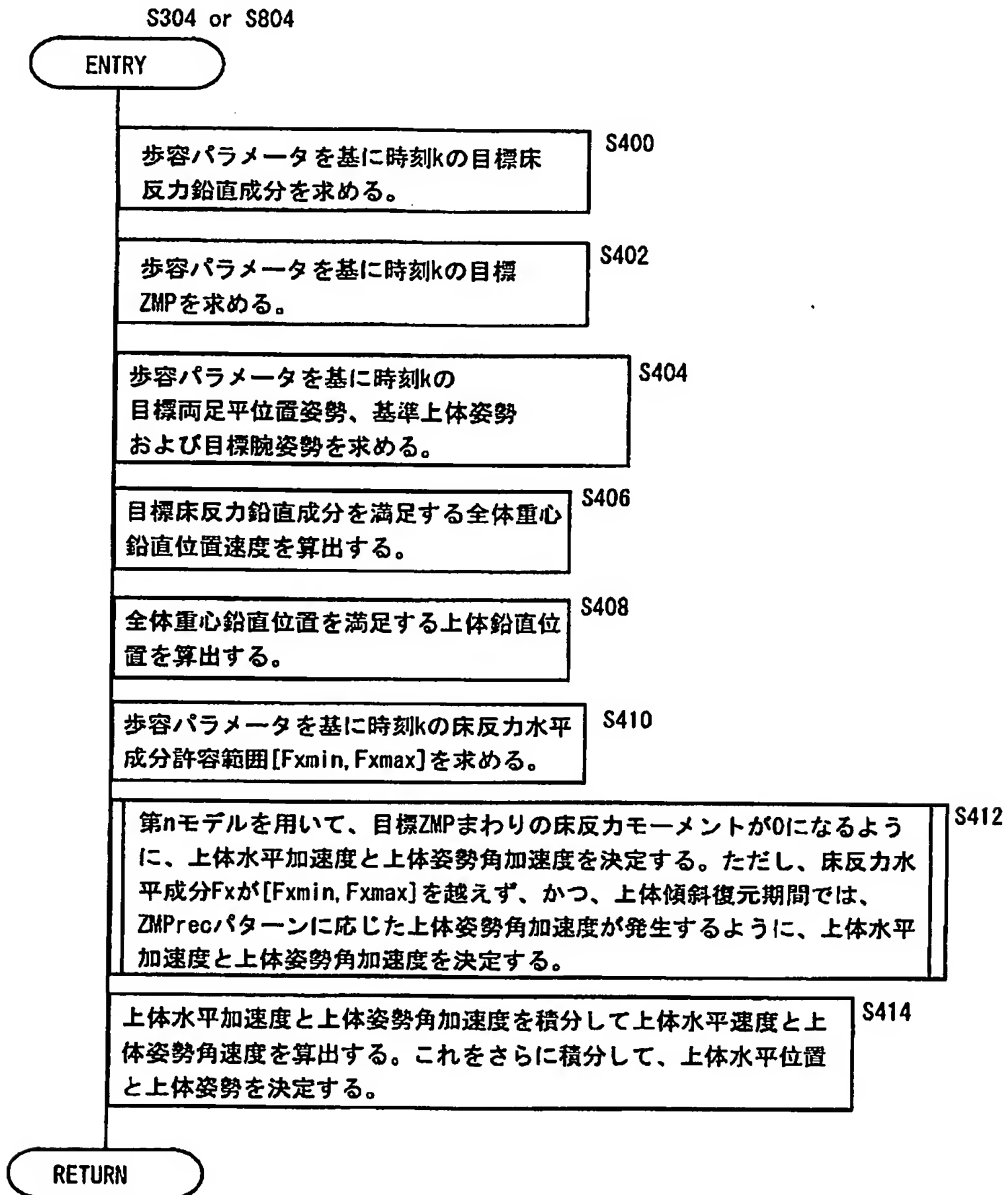 S304 or S804
ENTRY
S400
歩容パラメータを基に時刻kの目標床
反力鉛直成分を求める。
S402
歩容パラメータを基に時刻kの目標
ZMPを求める。
S404
歩容パラメータを基に時刻kの
目標両足平位置姿勢、基準上体姿勢
および目標腕姿勢を求める。
S406
目標床反力鉛直成分を満足する全体重心
鉛直位置速度を算出する。
S408
全体重心鉛直位置を満足する上体鉛直位
置を算出する。
S410
歩容パラメータを基に時刻kの床反力水平
成分許容範囲[Fxmin,Fxmax]を求める。
S412
第nモデルを用いて、目標ZMPまわりの床反力モーメントが0になるよう
に、上体水平加速度と上体姿勢角加速度を決定する。ただし、床反力水
平成分Fxが[Fxmin,Fxmax]を越えず、かつ、上体傾斜復元期間では、
ZMPrecパターンに応じた上体姿勢角加速度が発生するように、上体水平
加速度と上体姿勢角加速度を決定する。
S414
上体水平加速度と上体姿勢角加速度を積分して上体水平速度と上
体姿勢角速度を算出する。これをさらに積分して、上体水平位置
と上体姿勢を決定する。
RETURN